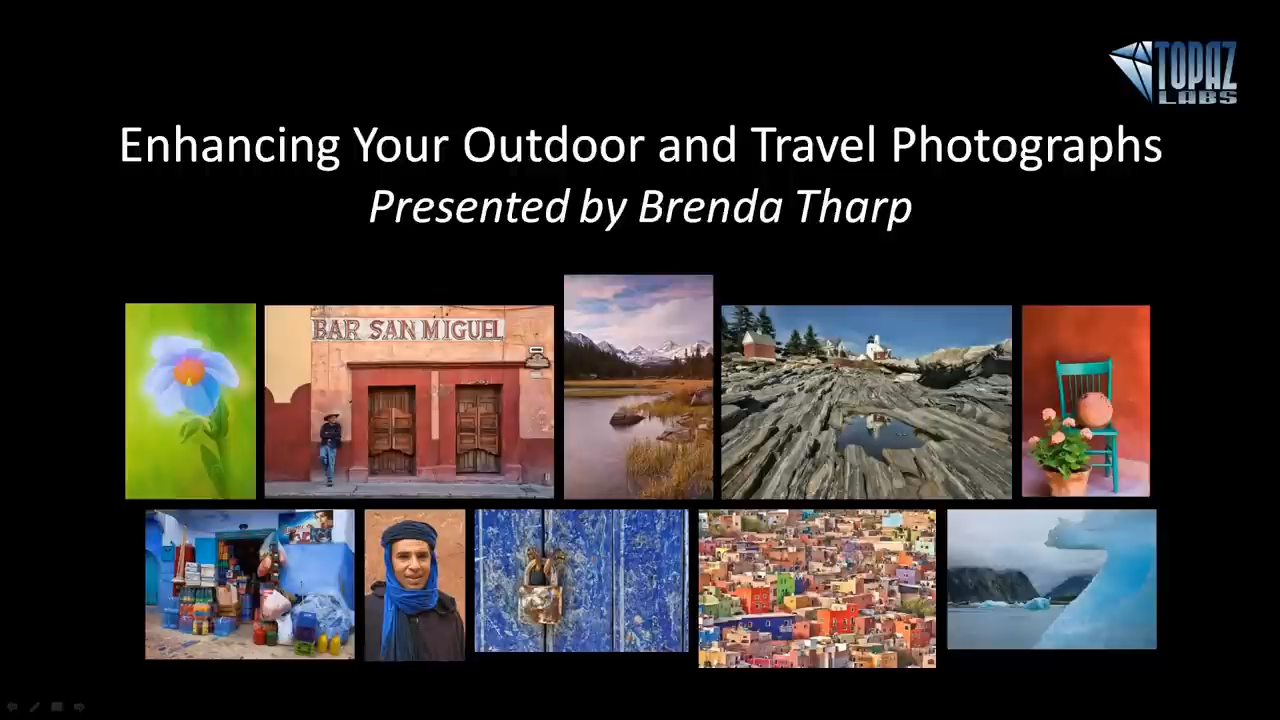 TOPAZ
LABS
Enhancing Your Outdoor and Travel Photographs
Presented by Brenda Tharp
BAR SAN MIGUEL